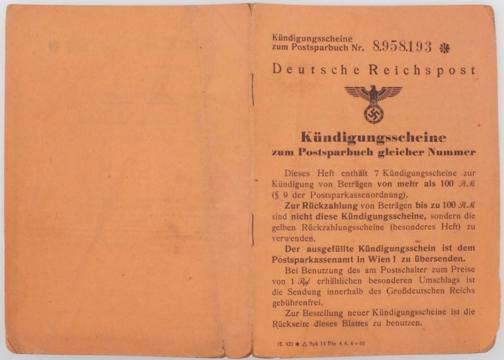 Kündigungsscheine
zum Postsparbuch Nr. 8.958.193 ✻
Deutsche Reichspost
Kündigungsscheine
zum Postsparbuch gleicher Nummer
Dieses Heft enthält 7 Kündigungsscheine zur
Kündigung von Beträgen von mehr als 100 ℛℳ
(§ 9 der Postsparkassenordnung).
Zur Rückzahlung von Beträgen bis zu 100 ℛℳ
sind nicht diese Kündigungsscheine, sondern die
gelben Rückzahlungsscheine (besonderes Heft) zu
verwenden.
Der ausgefüllte Kündigungsschein ist dem
Postsparkassenamt in Wien 1 zu übersenden.
Bei Benutzung des am Postschalter zum Preise
von 1 Rpf erhältlichen besonderen Umschlags ist
die Sendung innerhalb des Großdeutschen Reichs
gebührenfrei.
Zur Bestellung neuer Kündigungsscheine ist die
Rückseite dieses Blattes zu benutzen.